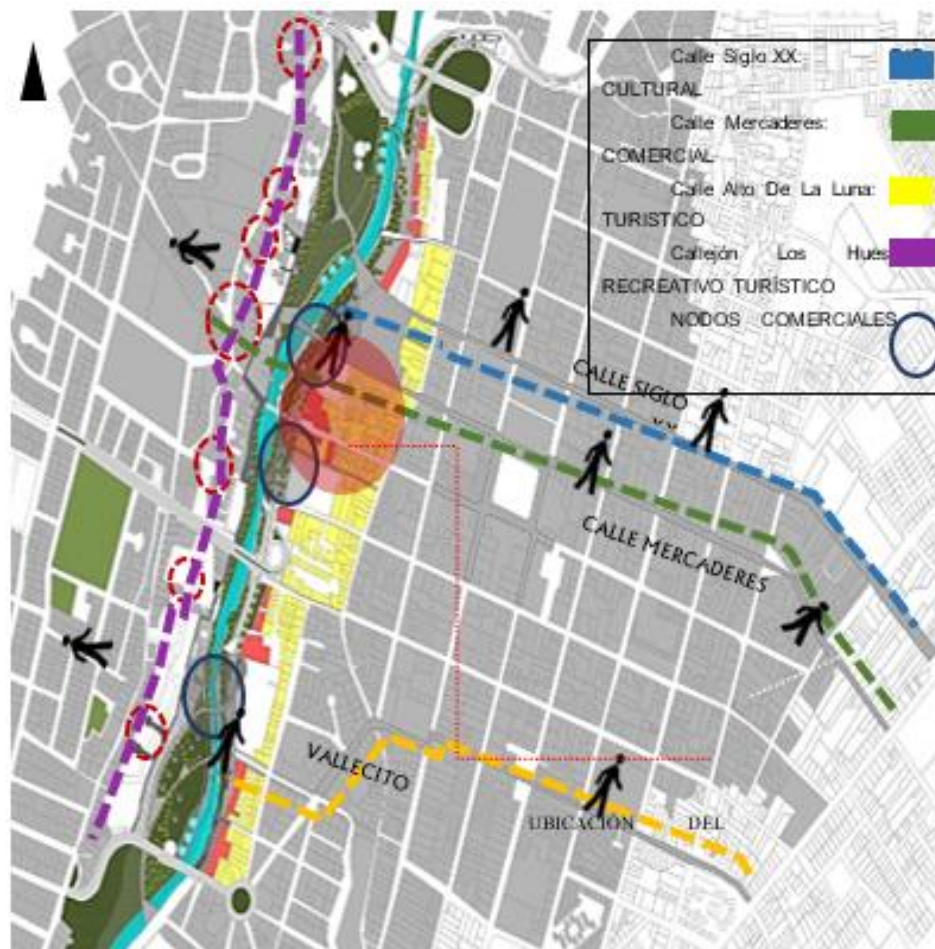 Calle Siglo XX:
CULTURAL
Calle Mercaderes:
COMERCIAL
Calle Alto De La Luna:
TURISTICO
Callejón Los Hues
RECREATIVO TURÍSTICO
NODOS COMERCIALES
CALLE SIGLO
XX
CALLE MERCADERES
VALLECITO
UBICACIÓN DEL